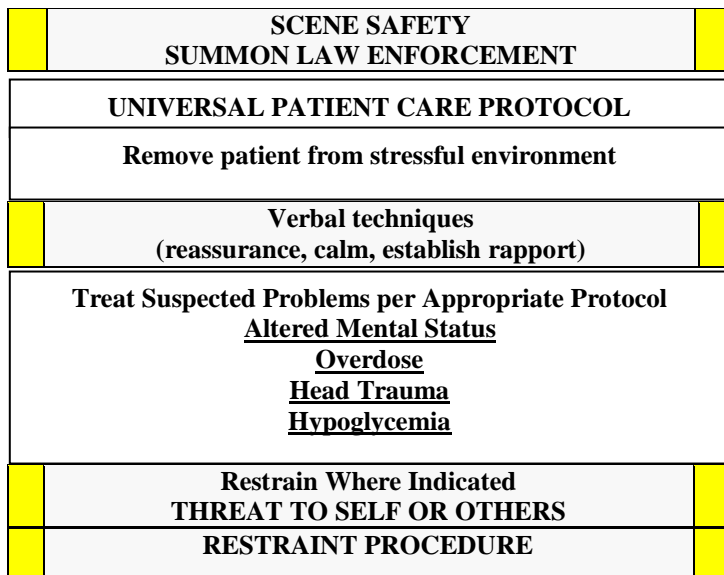 SCENE SAFETY
SUMMON LAW ENFORCEMENT
UNIVERSAL PATIENT CARE PROTOCOL
Remove patient from stressful environment
Verbal techniques
(reassurance, calm, establish rapport)
Treat Suspected Problems per Appropriate Protocol
Altered Mental Status
Overdose
Head Trauma
Hypoglycemia
Restrain Where Indicated
THREAT TO SELF OR OTHERS
RESTRAINT PROCEDURE